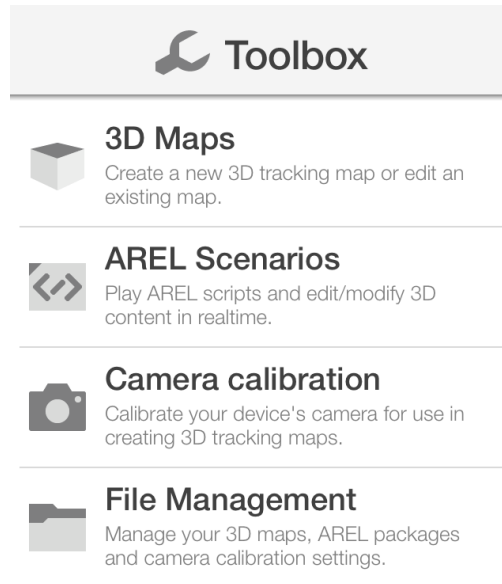 Toolbox
3D Maps
Create a new 3D tracking map or edit an
existing map.
AREL Scenarios
Play AREL scripts and edit/modify 3D
content in realtime.
Camera calibration
Calibrate your device's camera for use in
creating 3D tracking maps.
File Management
Manage your 3D maps, AREL packages
and camera calibration settings.